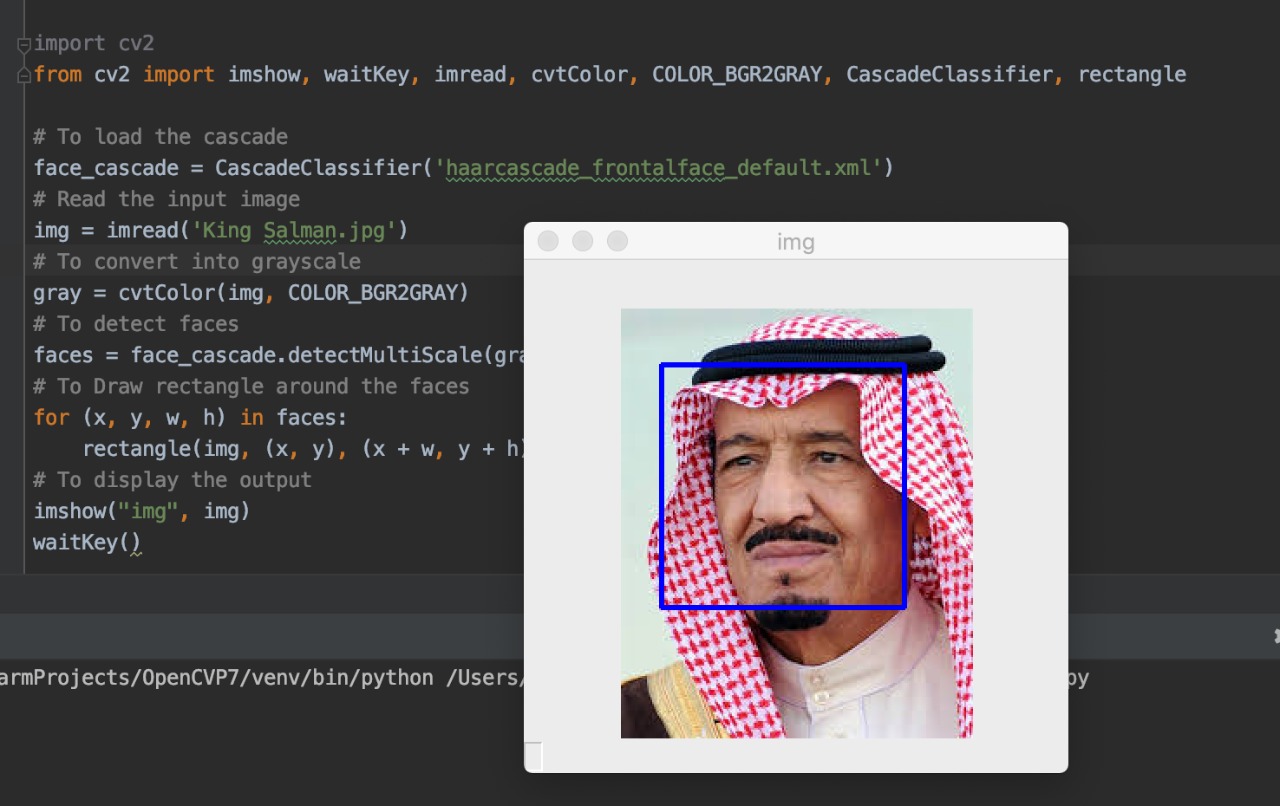 import cv2
from cv2 import imshow, waitKey, imread, cvtColor, COLOR_BGR2GRAY, CascadeClassifier, rectangle
# To load the cascade
face_cascade = CascadeClassifier('haarcascade_frontalface_default.xml')
# Read the input image
img = imread('King Salman.jpg')
# To convert into grayscale
gray = cvtColor(img, COLOR_BGR2GRAY)
# To detect faces
faces = face_cascade.detectMultiScale(gra
# To Draw rectangle around the faces
for (x, y, w, h) in faces:
    rectangle(img, (x, y), (x + w, y + h)
# To display the output
imshow("img", img)
waitKey()
img
armProjects/OpenCVP7/venv/bin/python /Users/
py